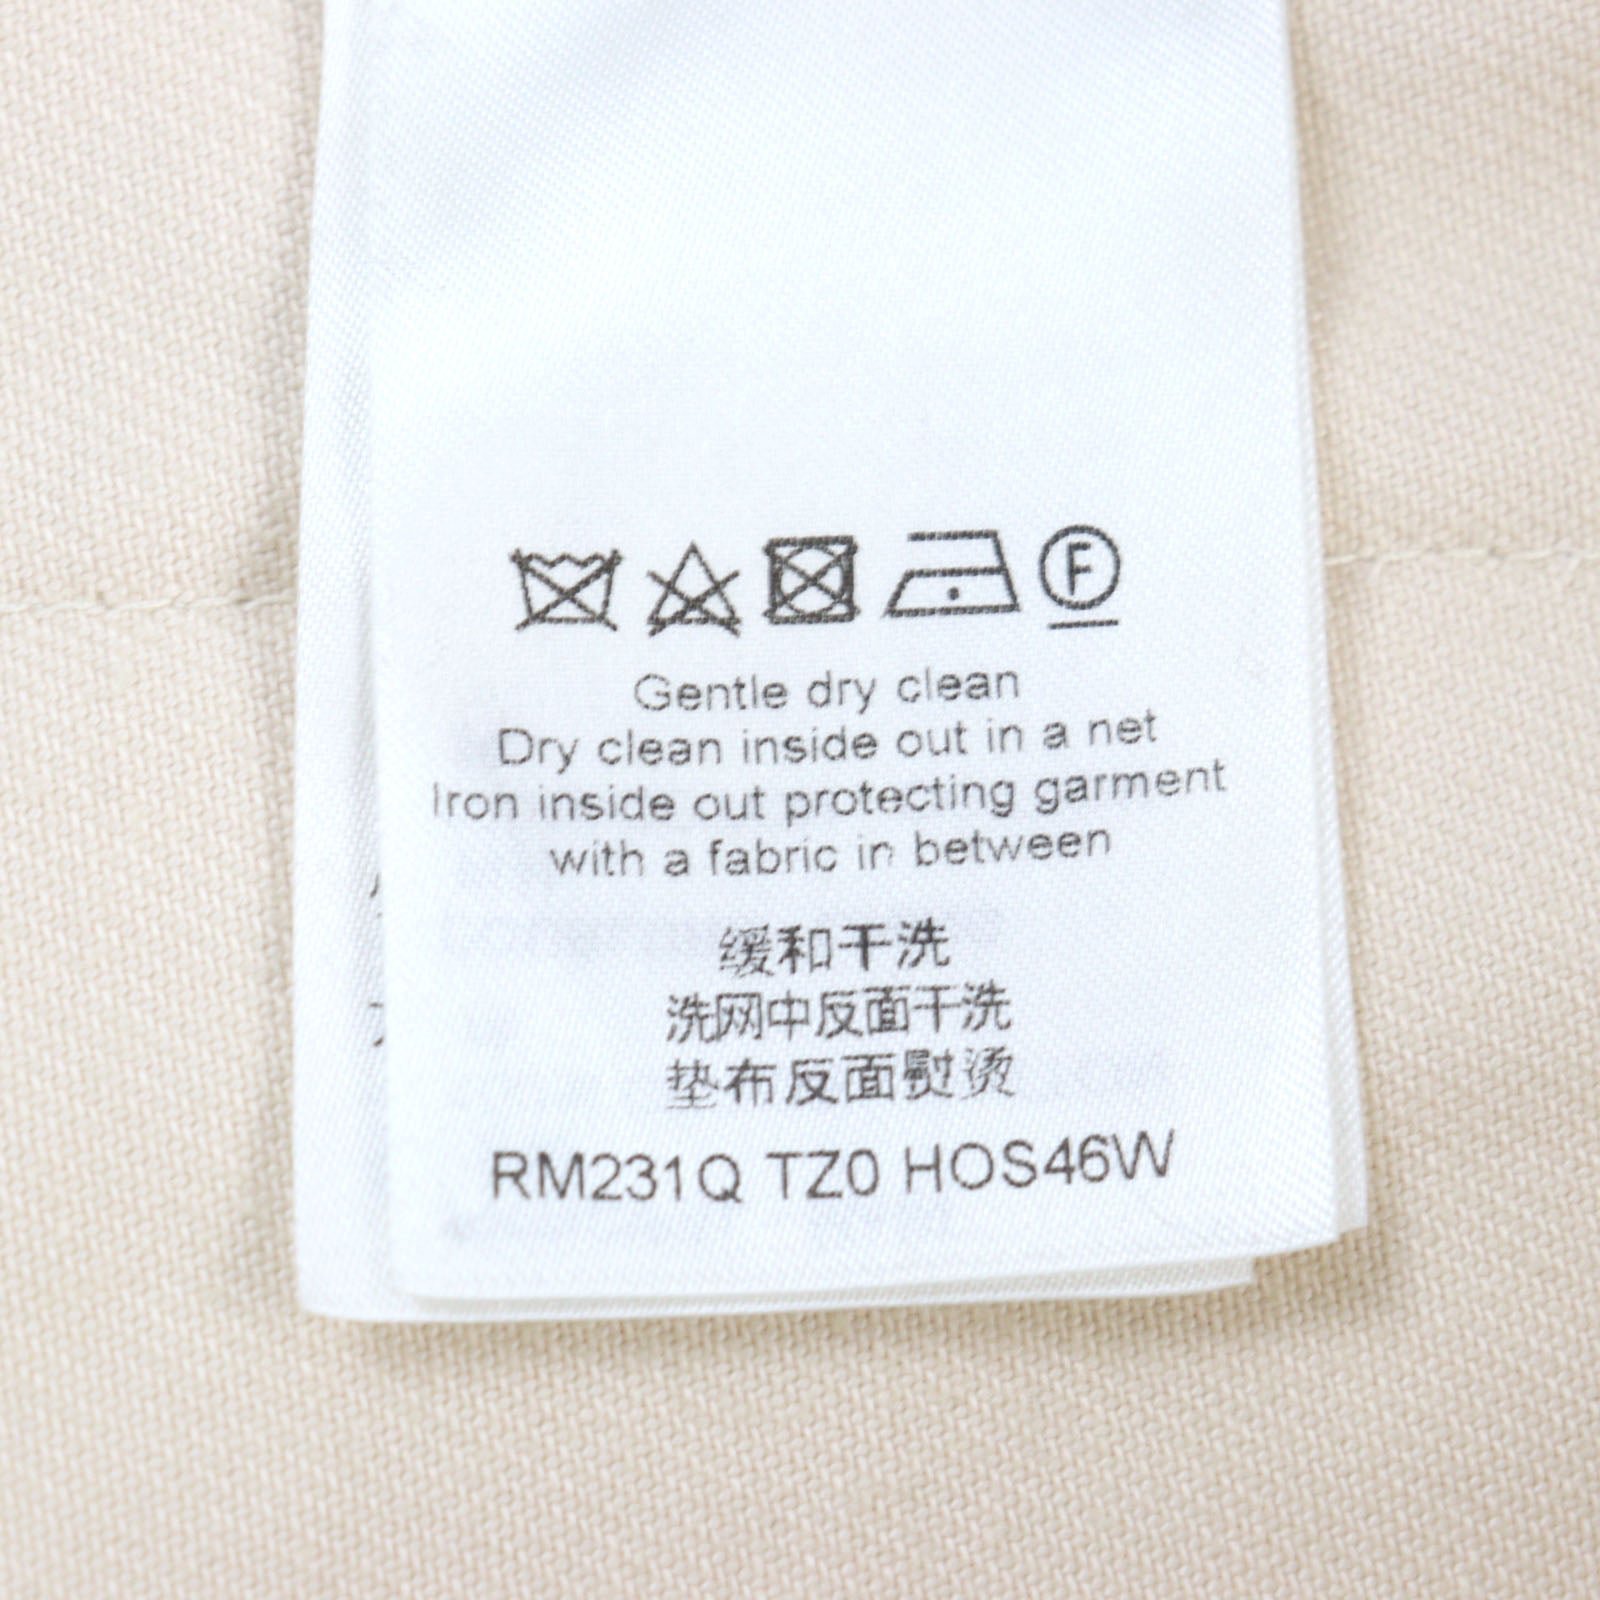 F
Gentle dry clean
Dry clean inside out in a net
Iron inside out protecting garment
with a fabric in between
缓和干洗
洗网中反面干洗
垫布反面熨烫
RM231Q TZ0 HOS46W